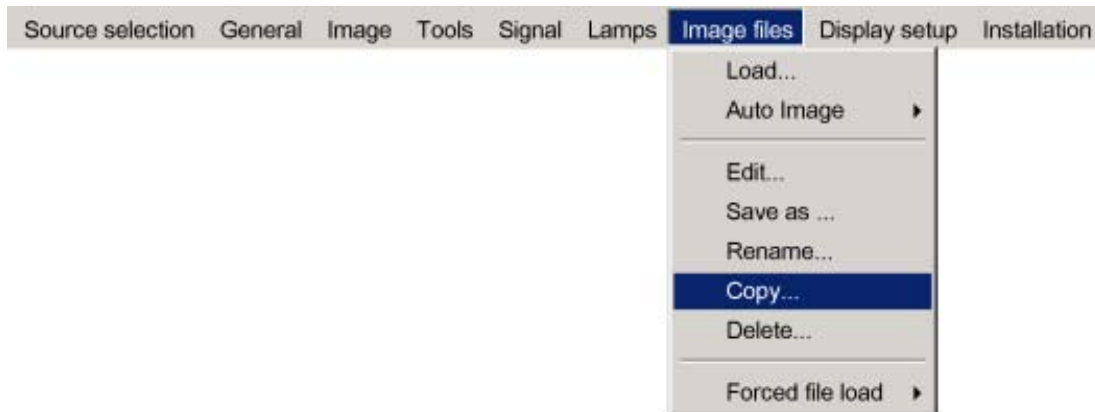 Source selection General Image Tools Signal Lamps Image files Display setup Installation
Load...
Auto Image
Edit...
Save as ...
Rename...
Copy...
Delete...
Forced file load